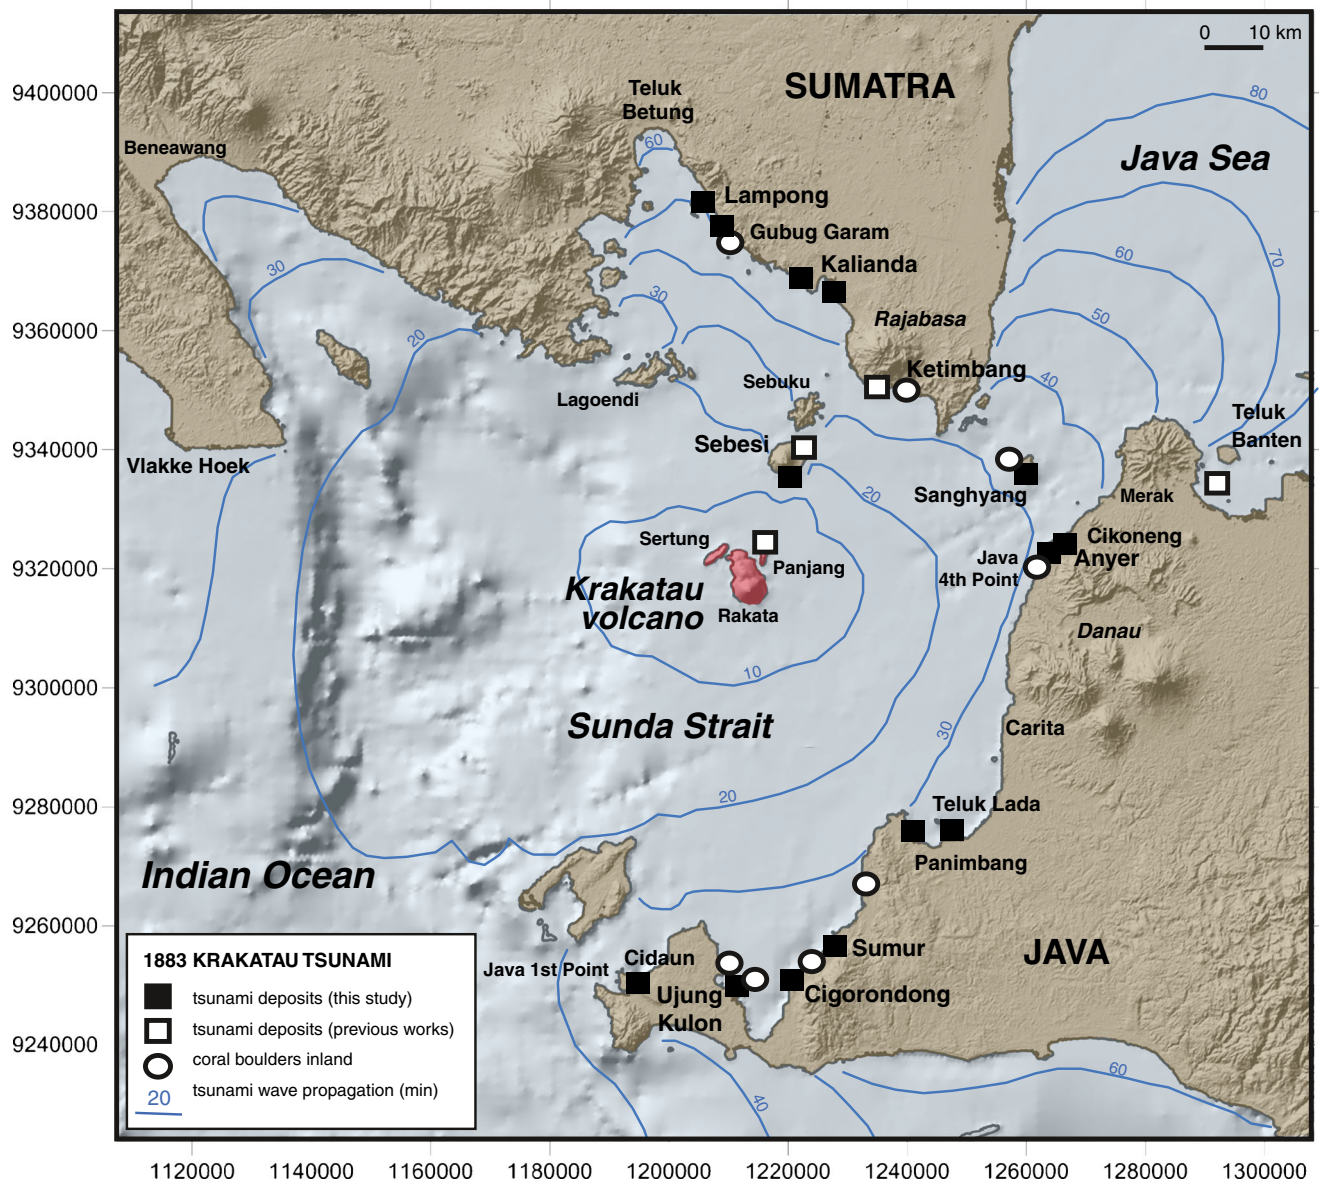 0 10 km
9400000
SUMATRA
Teluk
Betung
80
Beneawang
60
Java Sea
9380000
Lampong
Gubug Garam
60
70
30
Kalianda
30
9360000
Rajabasa
50
20
Ketimbang
40
Sebuku
Lagoendi
Teluk
Banten
9340000
Sebesi
Vlakke Hoek
20
Sanghyang
Merak
Sertung
Cikoneng
Anyer
Java
4th Point
9320000
Panjang
Krakatau
volcano
Rakata
Danau
10
9300000
Sunda Strait
30
Carita
20
Teluk Lada
9280000
Panimbang
Indian Ocean
9260000
Sumur
JAVA
Cidaun
Java 1st Point
Ujung
Kulon
Cigorondong
9240000
60
40
1883 KRAKATAU TSUNAMI
tsunami deposits (this study)
tsunami deposits (previous works)
coral boulders inland
20 tsunami wave propagation (min)
1120000 1140000 1160000 1180000 1200000 1220000 1240000 1260000 1280000 1300000